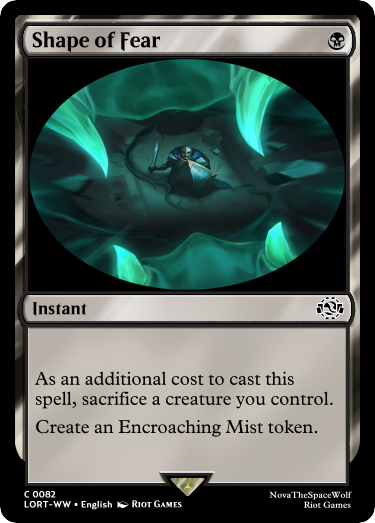 Shape of Fear
Instant
As an additional cost to cast this
spell, sacrifice a creature you control.
Create an Encroaching Mist token.
C 0082
LORT-WW • English Riot Games
NovaTheSpaceWolf
Riot Games